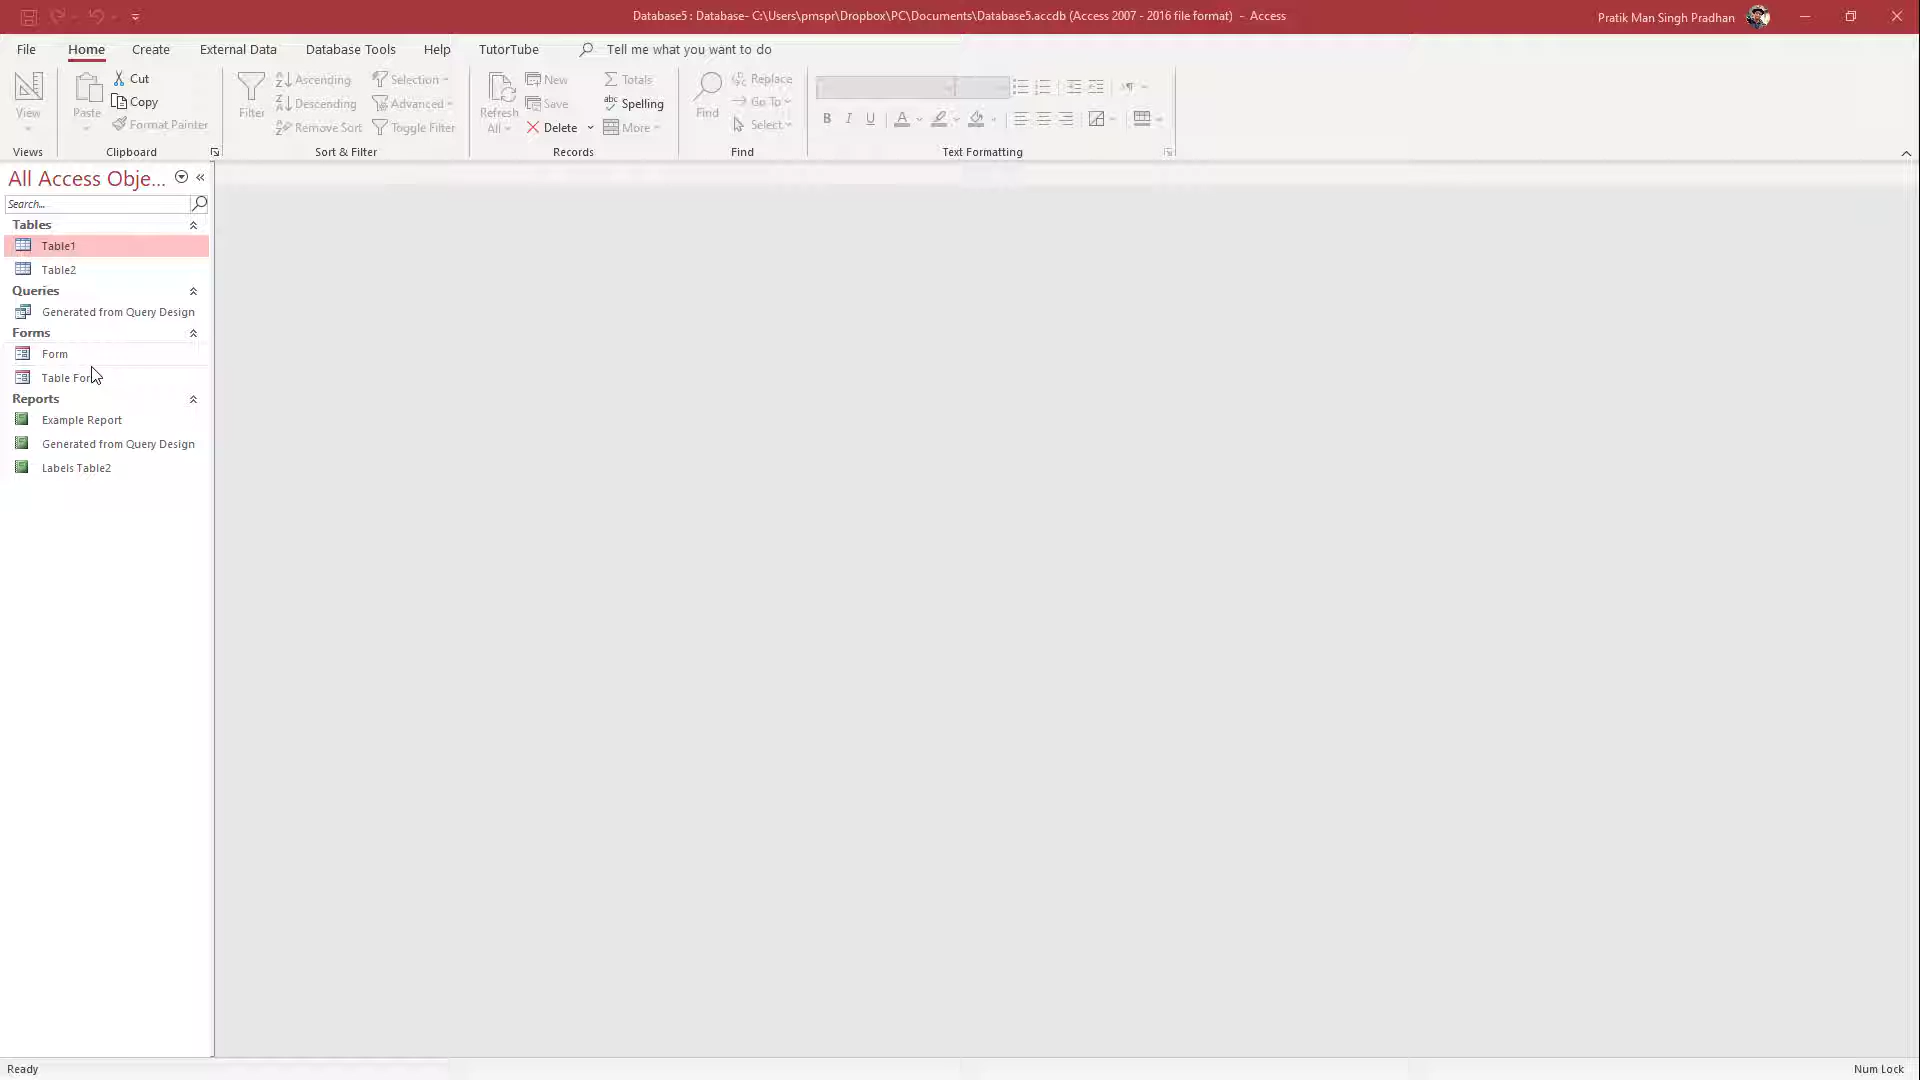 Database5 : Database- C:\Users\pmspr\Dropbox\PC\Documents\Database5.accdb (Access 2007 - 2016 file format) - Access
Pratik Man Singh Pradhan
File Home Create External Data Database Tools Help TutorTube Tell me what you want to do
View
Views
Paste
Cut
Copy
Format Painter
Clipboard
Filter
Ascending
Descending
Remove Sort
Selection
Advanced
Toggle Filter
Sort & Filter
Refresh
All
New
Save
Delete
Totals
Spelling
More
Records
Find
Replace
Go To
Select
Find
B I U
Text Formatting
All Access Obje...
Search...
Tables
Table1
Table2
Queries
Generated from Query Design
Forms
Form
Table For
Reports
Example Report
Generated from Query Design
Labels Table2
Ready
Num Lock